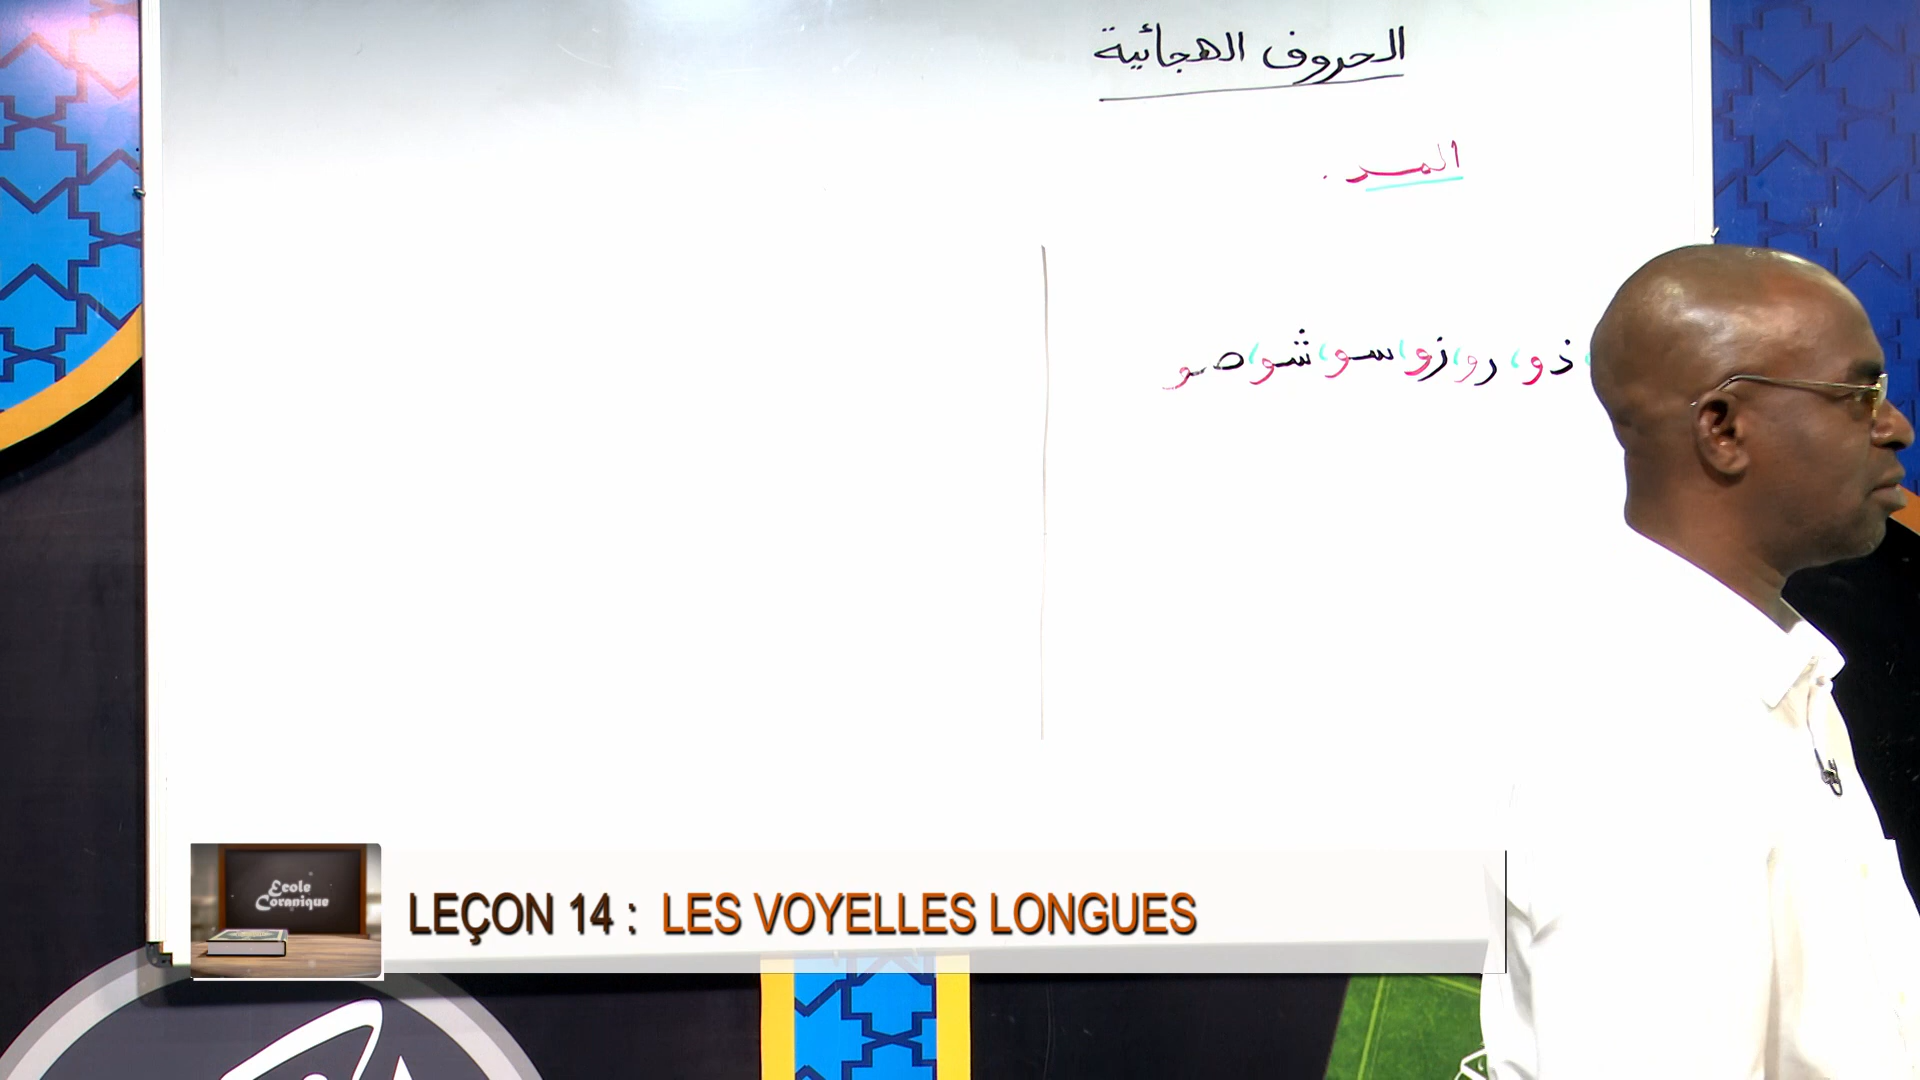 الحروف الهجائية
المد.
ذو، رو، زو، سو، شو، صو
Ecole
Coranique
LEÇON 14 : LES VOYELLES LONGUES